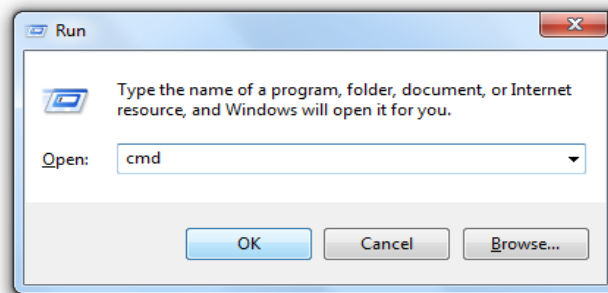 Run
Type the name of a program, folder, document, or Internet
resource, and Windows will open it for you.
Open:
cmd
OK
Cancel
Browse...